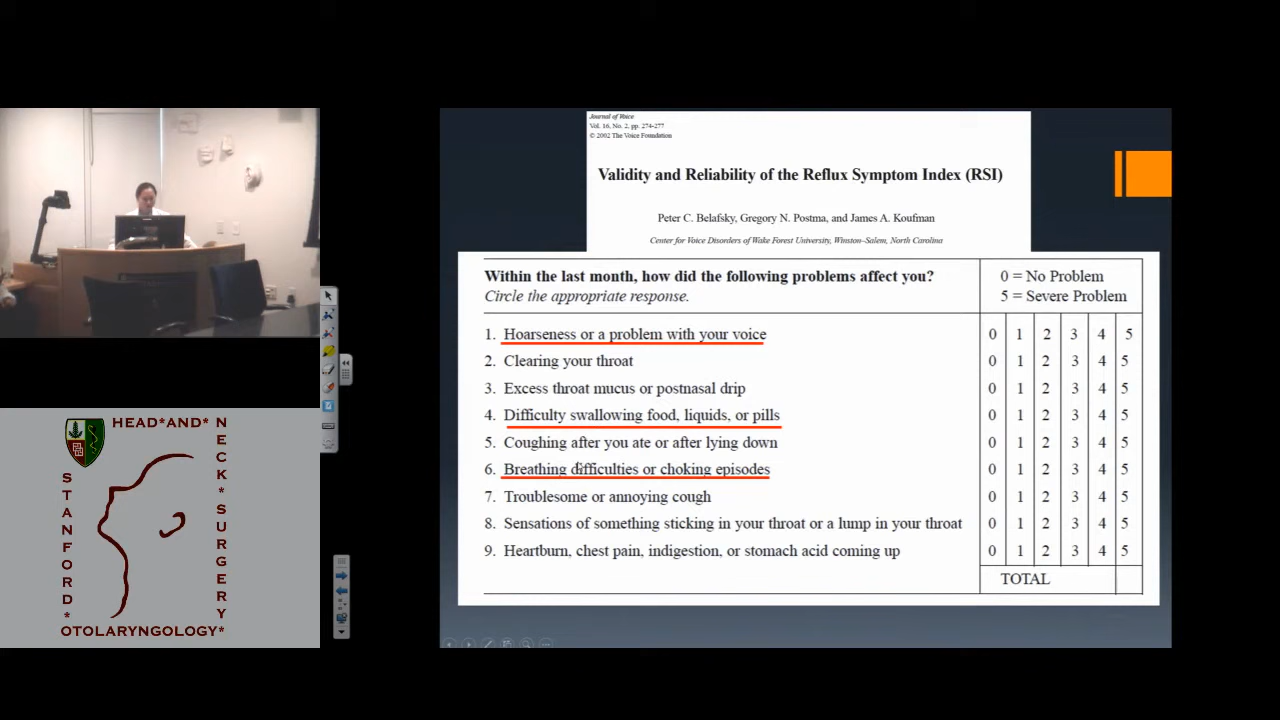 Journal of Voice
Vol. 16, No. 2, pp. 274-277
© 2002 The Voice Foundation
Validity and Reliability of the Reflux Symptom Index (RSI)
Peter C. Belafsky, Gregory N. Postma, and James A. Koufman
Center for Voice Disorders of Wake Forest University, Winston–Salem, North Carolina
Within the last month, how did the following problems affect you?
Circle the appropriate response.
0 = No Problem
5 = Severe Problem
1. Hoarseness or a problem with your voice 0 1 2 3 4 5
2. Clearing your throat 0 1 2 3 4 5
3. Excess throat mucus or postnasal drip 0 1 2 3 4 5
4. Difficulty swallowing food, liquids, or pills 0 1 2 3 4 5
5. Coughing after you ate or after lying down 0 1 2 3 4 5
6. Breathing difficulties or choking episodes 0 1 2 3 4 5
7. Troublesome or annoying cough 0 1 2 3 4 5
8. Sensations of something sticking in your throat or a lump in your throat 0 1 2 3 4 5
9. Heartburn, chest pain, indigestion, or stomach acid coming up 0 1 2 3 4 5
TOTAL
HEAD*AND*
NECK*SURGERY*
STANFORD*
OTOLARYNGOLOGY*